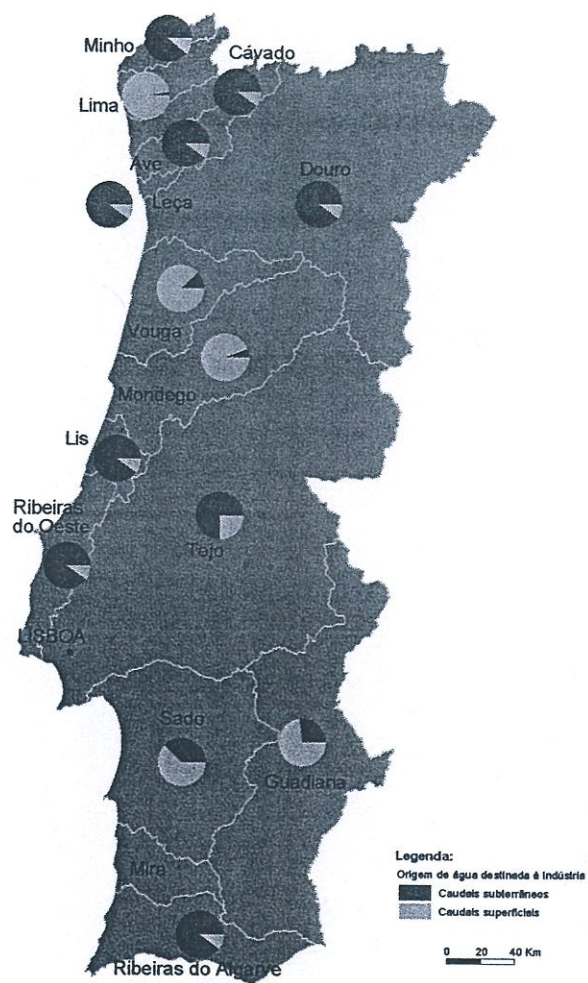 Minho
Cávado
Lima
Ave
Douro
Leça
Vouga
Mondego
Lis
Ribeiras
do Oeste
Tejo
LISBOA
Sado
Guadiana
Mira
Ribeiras do Algarve
Legenda:
Origem de água destinada à Indústria
Caudais subterrâneos
Caudais superficiais
0 20 40 Km